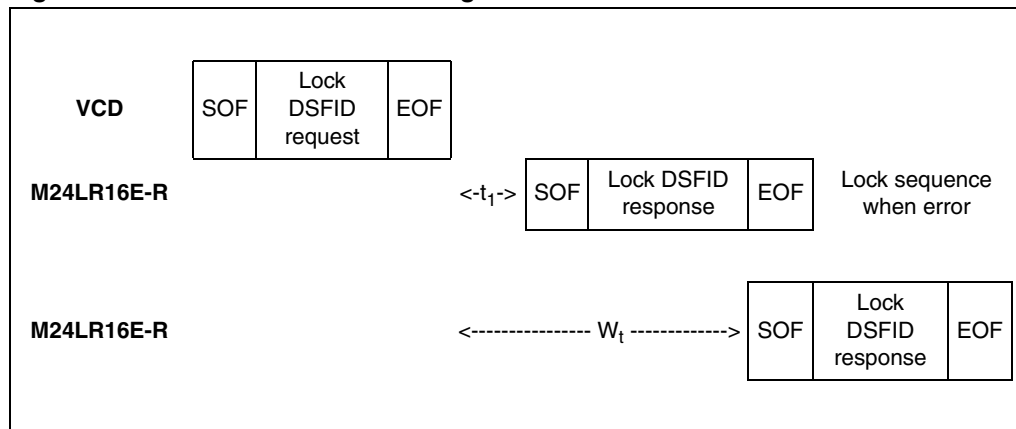 VCD
SOF
Lock
DSFID
request
EOF
M24LR16E-R
<-t1->
SOF
Lock DSFID
response
EOF
Lock sequence
when error
M24LR16E-R
<---------------- Wt ------------->
SOF
Lock
DSFID
response
EOF